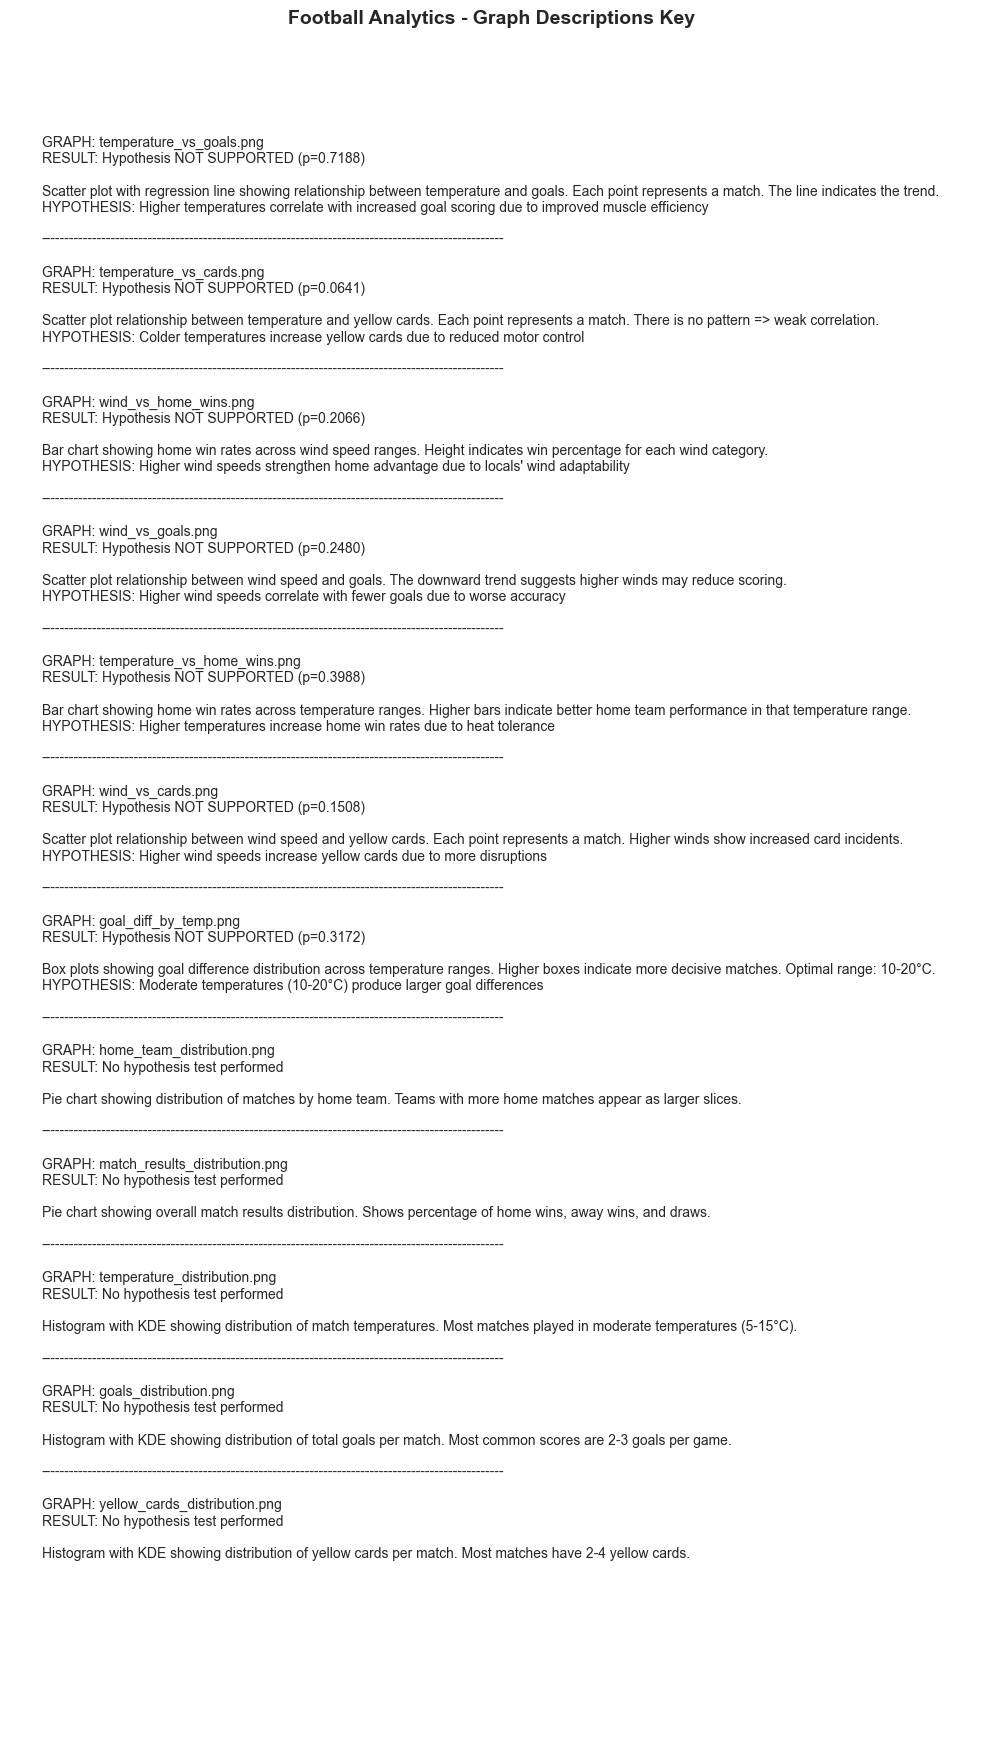 Football Analytics - Graph Descriptions Key
GRAPH: temperature_vs_goals.png
RESULT: Hypothesis NOT SUPPORTED (p=0.7188)
Scatter plot with regression line showing relationship between temperature and goals. Each point represents a match. The line indicates the trend.
HYPOTHESIS: Higher temperatures correlate with increased goal scoring due to improved muscle efficiency
----------------------------------------------------------------------------------------------------
GRAPH: temperature_vs_cards.png
RESULT: Hypothesis NOT SUPPORTED (p=0.0641)
Scatter plot relationship between temperature and yellow cards. Each point represents a match. There is no pattern => weak correlation.
HYPOTHESIS: Colder temperatures increase yellow cards due to reduced motor control
----------------------------------------------------------------------------------------------------
GRAPH: wind_vs_home_wins.png
RESULT: Hypothesis NOT SUPPORTED (p=0.2066)
Bar chart showing home win rates across wind speed ranges. Height indicates win percentage for each wind category.
HYPOTHESIS: Higher wind speeds strengthen home advantage due to locals' wind adaptability
----------------------------------------------------------------------------------------------------
GRAPH: wind_vs_goals.png
RESULT: Hypothesis NOT SUPPORTED (p=0.2480)
Scatter plot relationship between wind speed and goals. The downward trend suggests higher winds may reduce scoring.
HYPOTHESIS: Higher wind speeds correlate with fewer goals due to worse accuracy
----------------------------------------------------------------------------------------------------
GRAPH: temperature_vs_home_wins.png
RESULT: Hypothesis NOT SUPPORTED (p=0.3988)
Bar chart showing home win rates across temperature ranges. Higher bars indicate better home team performance in that temperature range.
HYPOTHESIS: Higher temperatures increase home win rates due to heat tolerance
----------------------------------------------------------------------------------------------------
GRAPH: wind_vs_cards.png
RESULT: Hypothesis NOT SUPPORTED (p=0.1508)
Scatter plot relationship between wind speed and yellow cards. Each point represents a match. Higher winds show increased card incidents.
HYPOTHESIS: Higher wind speeds increase yellow cards due to more disruptions
----------------------------------------------------------------------------------------------------
GRAPH: goal_diff_by_temp.png
RESULT: Hypothesis NOT SUPPORTED (p=0.3172)
Box plots showing goal difference distribution across temperature ranges. Higher boxes indicate more decisive matches. Optimal range: 10-20°C.
HYPOTHESIS: Moderate temperatures (10-20°C) produce larger goal differences
----------------------------------------------------------------------------------------------------
GRAPH: home_team_distribution.png
RESULT: No hypothesis test performed
Pie chart showing distribution of matches by home team. Teams with more home matches appear as larger slices.
----------------------------------------------------------------------------------------------------
GRAPH: match_results_distribution.png
RESULT: No hypothesis test performed
Pie chart showing overall match results distribution. Shows percentage of home wins, away wins, and draws.
----------------------------------------------------------------------------------------------------
GRAPH: temperature_distribution.png
RESULT: No hypothesis test performed
Histogram with KDE showing distribution of match temperatures. Most matches played in moderate temperatures (5-15°C).
----------------------------------------------------------------------------------------------------
GRAPH: goals_distribution.png
RESULT: No hypothesis test performed
Histogram with KDE showing distribution of total goals per match. Most common scores are 2-3 goals per game.
----------------------------------------------------------------------------------------------------
GRAPH: yellow_cards_distribution.png
RESULT: No hypothesis test performed
Histogram with KDE showing distribution of yellow cards per match. Most matches have 2-4 yellow cards.